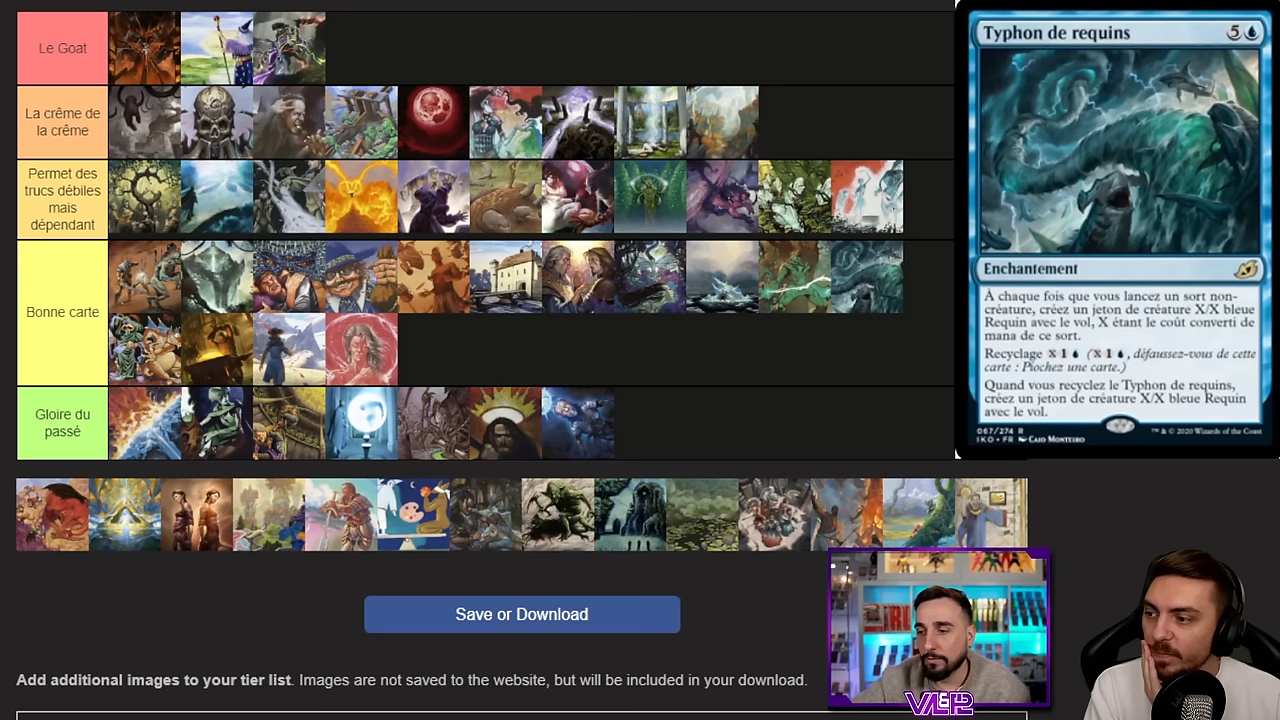 Le Goat
La crême de
la crême
Permet des
trucs débiles
mais
dépendant
Bonne carte
Gloire du
passé
Typhon de requins 5
Enchantement
À chaque fois que vous lancez un sort non-
créature, créez un jeton de créature X/X bleue
Requin avec le vol, X étant le coût converti de
mana de ce sort.
Recyclage X 1 (X 1, défaussez-vous de cette
carte : Piochez une carte.)
Quand vous recyclez le Typhon de requins,
créez un jeton de créature X/X bleue Requin
avec le vol.
067/274 R
IKO • FR CAIO MONTEIRO
™ & © 2020 Wizards of the Coast
Save or Download
Add additional images to your tier list. Images are not saved to the website, but will be included in your download.